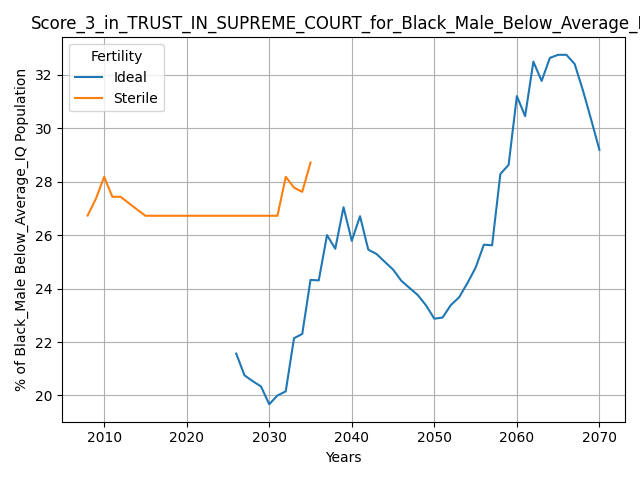 Score_3_in_TRUST_IN_SUPREME_COURT_for_Black_Male_Below_Average_
Fertility
Ideal
Sterile
% of Black_Male Below_Average_IQ Population
32
30
28
26
24
22
20
2010 2020 2030 2040 2050 2060 2070
Years